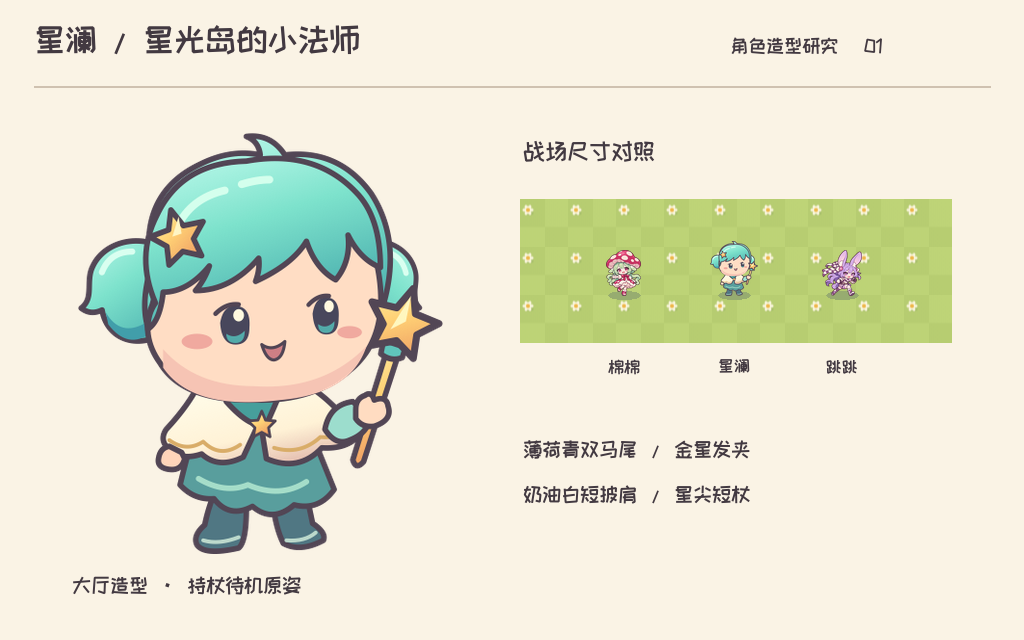 星澜 / 星光岛的小法师
角色造型研究 01
战场尺寸对照
棉棉
星澜
跳跳
薄荷青双马尾 / 金星发夹
奶油白短披肩 / 星尖短杖
大厅造型 · 持杖待机原姿